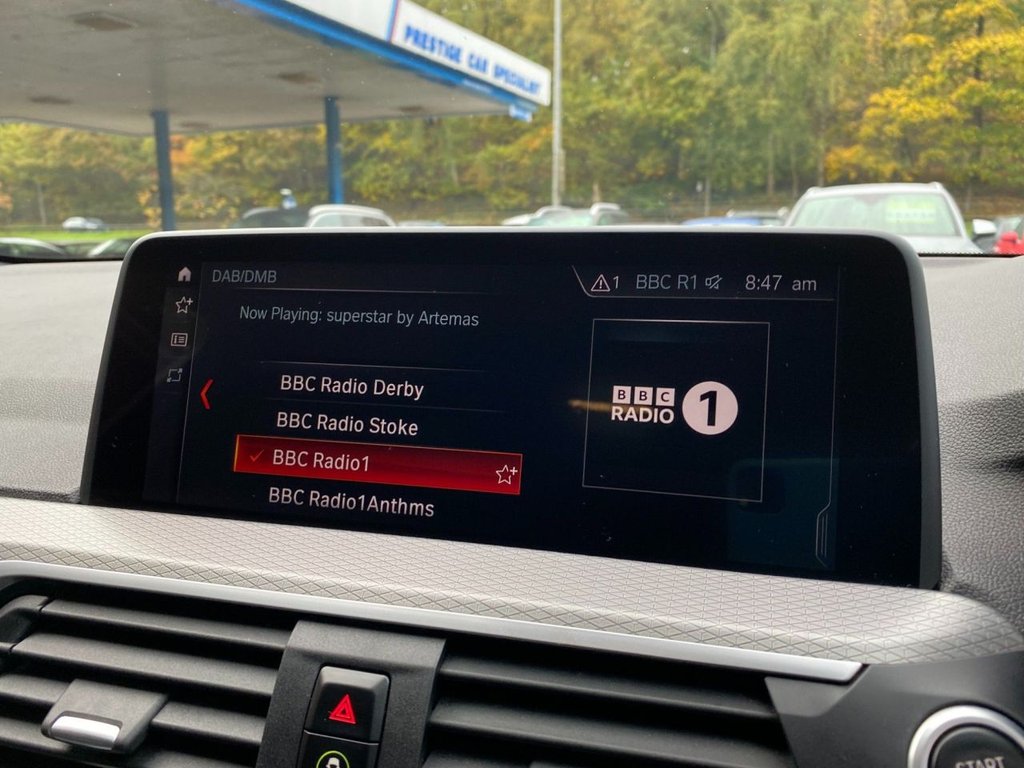 PRESTIGE CAR SPECIALIST
DAB/DMB
1 BBC R1 8:47 am
Now Playing: superstar by Artemas
BBC Radio Derby
BBC Radio Stoke
BBC Radio1
BBC Radio1Anthms
BBC
RADIO 1
START